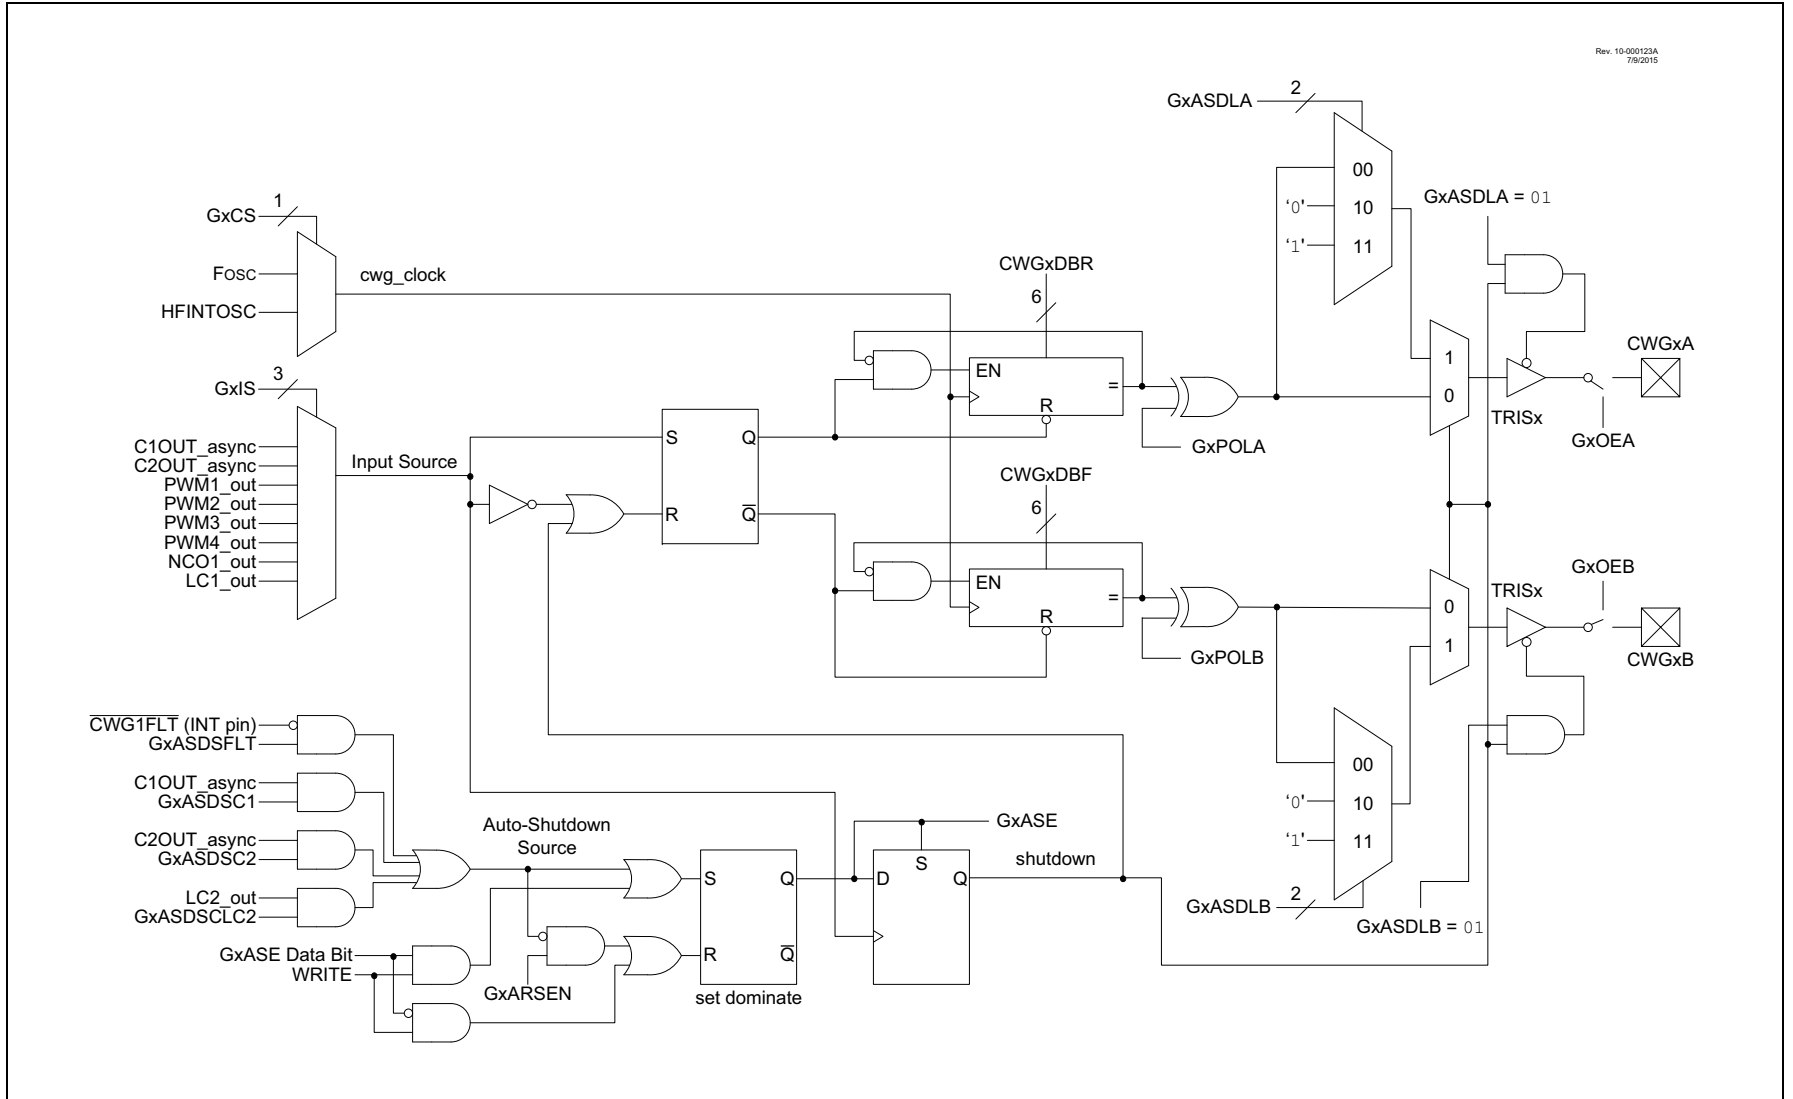 Rev. 10-000123A
7/9/2015
GxASDLA
2
00
‘0’
10
‘1’
11
GxASDLA = 01
GxCS
1
FOSC
HFINTOSC
cwg_clock
GxIS
3
C1OUT_async
C2OUT_async
PWM1_out
PWM2_out
PWM3_out
PWM4_out
NCO1_out
LC1_out
Input Source
S
Q
R
Q
CWGxDBR
6
EN
=
R
GxPOLA
CWGxDBF
6
EN
=
R
GxPOLB
1
0
TRISx
CWGxA
GxOEA
0
1
TRISx
GxOEB
CWGxB
CWG1FLT (INT pin)
GxASDSFLT
C1OUT_async
GxASDSC1
C2OUT_async
GxASDSC2
LC2_out
GxASDSCLC2
GxASE Data Bit
WRITE
Auto-Shutdown
Source
GxARSEN
S
Q
R
Q
set dominate
GxASE
S
D
Q
shutdown
00
‘0’
10
‘1’
11
GxASDLB
2
GxASDLB = 01